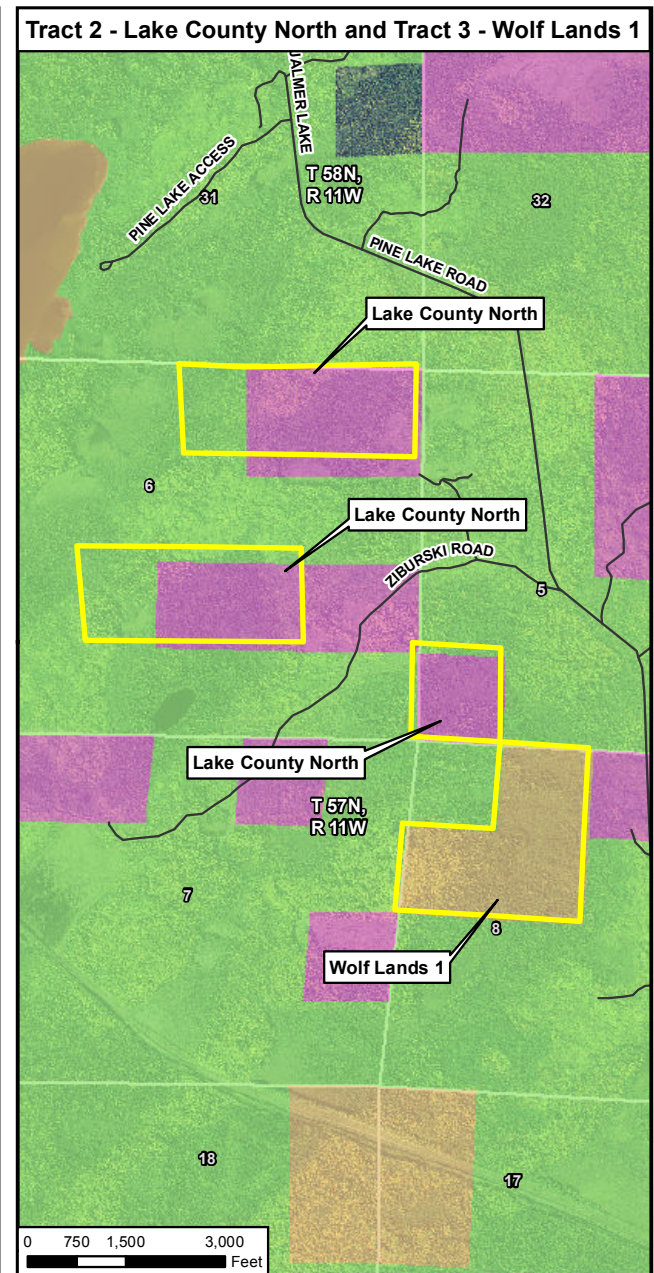 Tract 2 - Lake County North and Tract 3 - Wolf Lands 1
JALMER LAKE
PINE LAKE ACCESS
T 58N,
R 11W
31
32
PINE LAKE ROAD
Lake County North
6
Lake County North
ZIBURSKI ROAD
5
Lake County North
T 57N,
R 11W
7
8
Wolf Lands 1
18
17
0 750 1,500 3,000
Feet